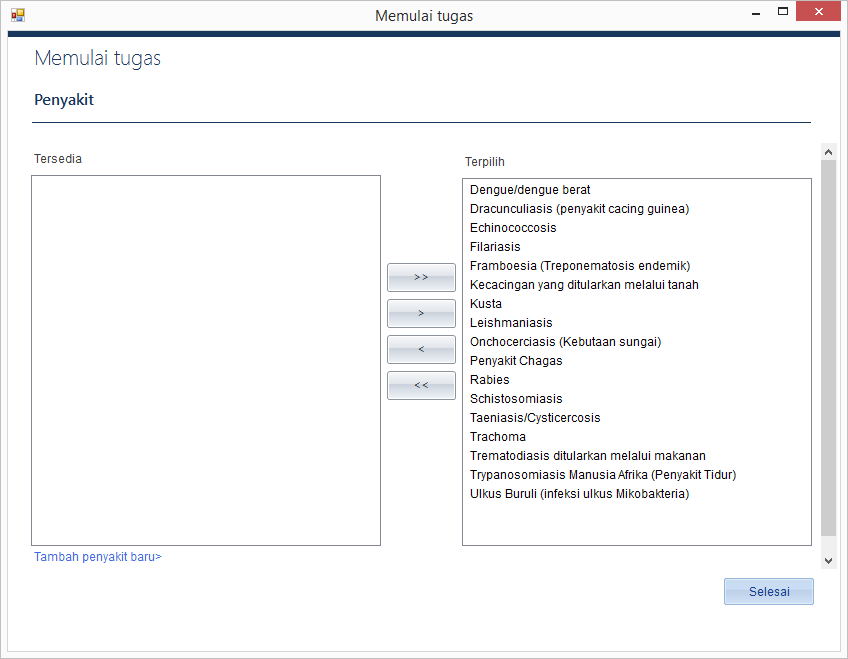 Memulai tugas
Memulai tugas
Penyakit
Tersedia
Terpilih
Dengue/dengue berat
Dracunculiasis (penyakit cacing guinea)
Echinococcosis
Filariasis
Framboesia (Treponematosis endemik)
Kecacingan yang ditularkan melalui tanah
Kusta
Leishmaniasis
Onchocerciasis (Kebutaan sungai)
Penyakit Chagas
Rabies
Schistosomiasis
Taeniasis/Cysticercosis
Trachoma
Trematodiasis ditularkan melalui makanan
Trypanosomiasis Manusia Afrika (Penyakit Tidur)
Ulkus Buruli (infeksi ulkus Mikobakteria)
>>
>
<
<<
Tambah penyakit baru>
Selesai